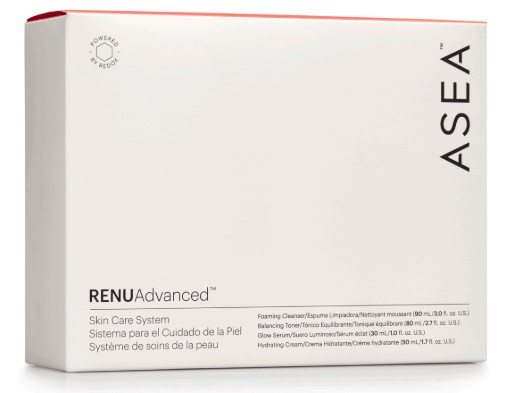 POWERED
BY REDOX
ASEA™
RENUAdvanced™
Skin Care System
Sistema para el Cuidado de la Piel
Système de soins de la peau
Foaming Cleanser/Espuma Limpiadora/Nettoyant moussant (90 mL/3.0 fl. oz. U.S.)
Balancing Toner/Tónico Equilibrante/Tonique équilibrant (80 mL/2.7 fl. oz. U.S.)
Glow Serum/Suero Luminoso/Sérum éclat (30 mL/1.0 fl. oz. U.S.)
Hydrating Cream/Crema Hidratante/Crème hydratante (50 mL/1.7 fl. oz. U.S.)